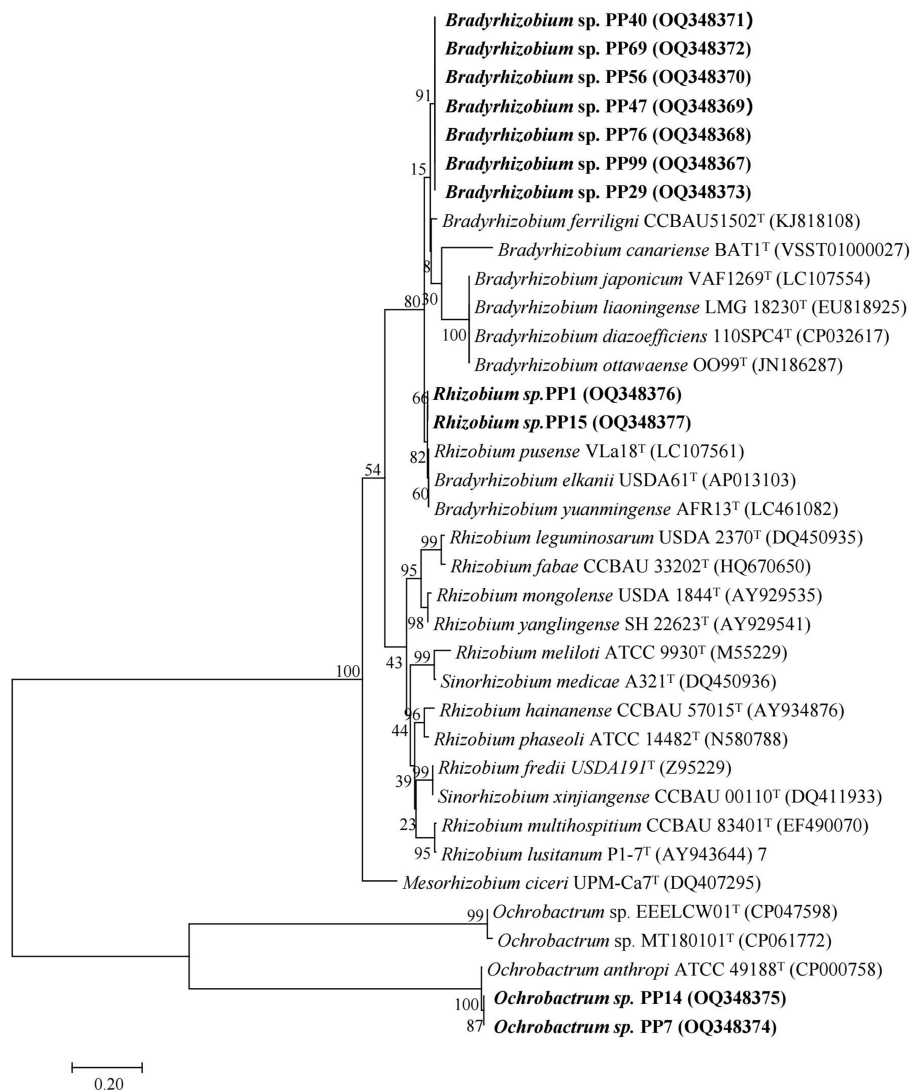 Bradyrhizobium sp. PP40 (OQ348371)
Bradyrhizobium sp. PP69 (OQ348372)
Bradyrhizobium sp. PP56 (OQ348370)
91
Bradyrhizobium sp. PP47 (OQ348369)
Bradyrhizobium sp. PP76 (OQ348368)
Bradyrhizobium sp. PP99 (OQ348367)
15
Bradyrhizobium sp. PP29 (OQ348373)
Bradyrhizobium ferriligni CCBAU51502ᵀ (KJ818108)
Bradyrhizobium canariense BAT1ᵀ (VSST01000027)
8
Bradyrhizobium japonicum VAF1269ᵀ (LC107554)
80
30
Bradyrhizobium liaoningense LMG 18230ᵀ (EU818925)
100
Bradyrhizobium diazoefficiens 110SPC4ᵀ (CP032617)
Bradyrhizobium ottawaense OO99ᵀ (JN186287)
66
Rhizobium sp.PP1 (OQ348376)
Rhizobium sp.PP15 (OQ348377)
82
Rhizobium pusense VLa18ᵀ (LC107561)
54
Bradyrhizobium elkanii USDA61ᵀ (AP013103)
60
Bradyrhizobium yuanmingense AFR13ᵀ (LC461082)
99
Rhizobium leguminosarum USDA 2370ᵀ (DQ450935)
95
Rhizobium fabae CCBAU 33202ᵀ (HQ670650)
Rhizobium mongolense USDA 1844ᵀ (AY929535)
98
Rhizobium yanglingense SH 22623ᵀ (AY929541)
43
99
Rhizobium meliloti ATCC 9930ᵀ (M55229)
100
Sinorhizobium medicae A321ᵀ (DQ450936)
96
Rhizobium hainanense CCBAU 57015ᵀ (AY934876)
44
Rhizobium phaseoli ATCC 14482ᵀ (N580788)
39
99
Rhizobium fredii USDA191ᵀ (Z95229)
Sinorhizobium xinjiangense CCBAU 00110ᵀ (DQ411933)
23
Rhizobium multihospitium CCBAU 83401ᵀ (EF490070)
95
Rhizobium lusitanum P1-7ᵀ (AY943644) 7
Mesorhizobium ciceri UPM-Ca7ᵀ (DQ407295)
99
Ochrobactrum sp. EEELCW01ᵀ (CP047598)
Ochrobactrum sp. MT180101ᵀ (CP061772)
Ochrobactrum anthropi ATCC 49188ᵀ (CP000758)
100
Ochrobactrum sp. PP14 (OQ348375)
87
Ochrobactrum sp. PP7 (OQ348374)
0.20